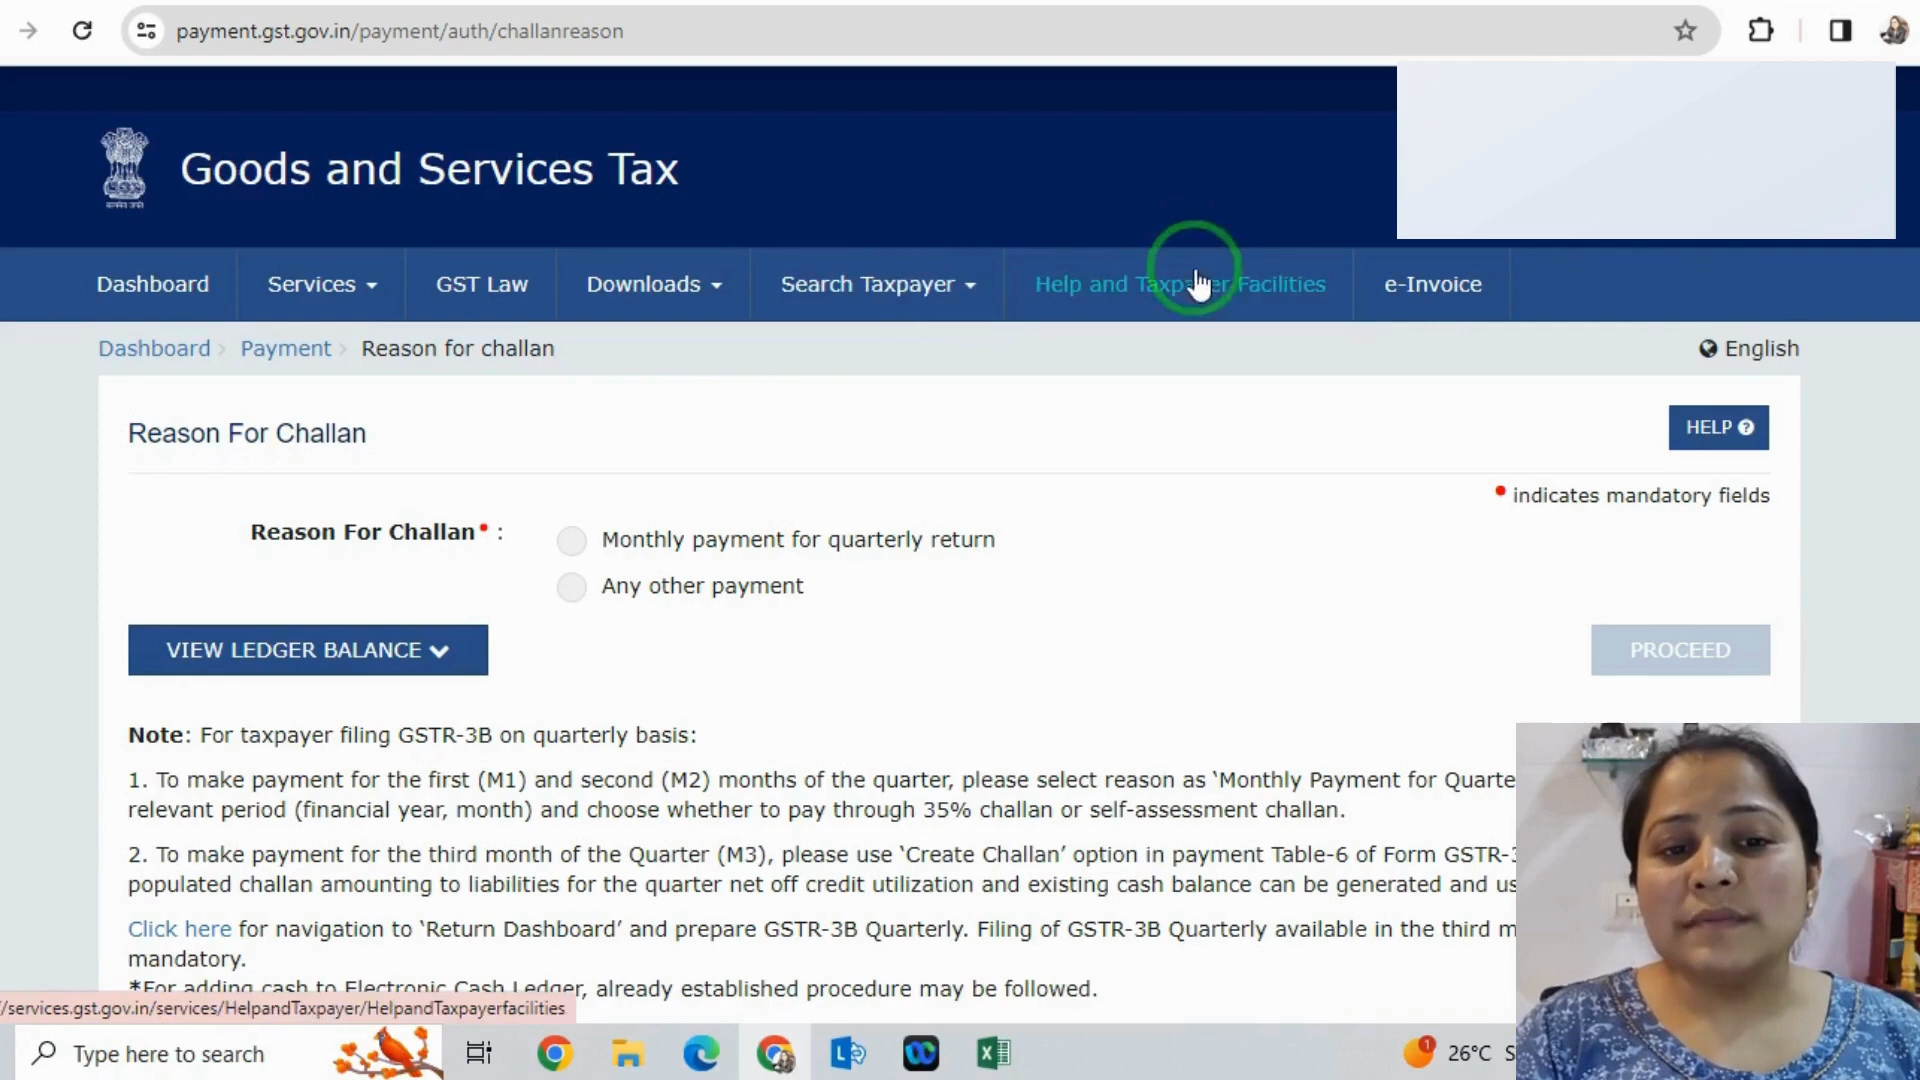 payment.gst.gov.in/payment/auth/challanreason
Goods and Services Tax
Dashboard
Services
GST Law
Downloads
Search Taxpayer
Help and Taxpayer Facilities
e-Invoice
Dashboard
Payment
Reason for challan
English
Reason For Challan
HELP
indicates mandatory fields
Reason For Challan• :
Monthly payment for quarterly return
Any other payment
VIEW LEDGER BALANCE
PROCEED
Note: For taxpayer filing GSTR-3B on quarterly basis:
1. To make payment for the first (M1) and second (M2) months of the quarter, please select reason as ‘Monthly Payment for Quarte
relevant period (financial year, month) and choose whether to pay through 35% challan or self-assessment challan.
2. To make payment for the third month of the Quarter (M3), please use ‘Create Challan’ option in payment Table-6 of Form GSTR-3
populated challan amounting to liabilities for the quarter net off credit utilization and existing cash balance can be generated and us
Click here for navigation to ‘Return Dashboard’ and prepare GSTR-3B Quarterly. Filing of GSTR-3B Quarterly available in the third m
mandatory.
*For adding cash to Electronic Cash Ledger, already established procedure may be followed.
/services.gst.gov.in/services/HelpandTaxpayer/HelpandTaxpayerfacilities
Type here to search
1
26°C S